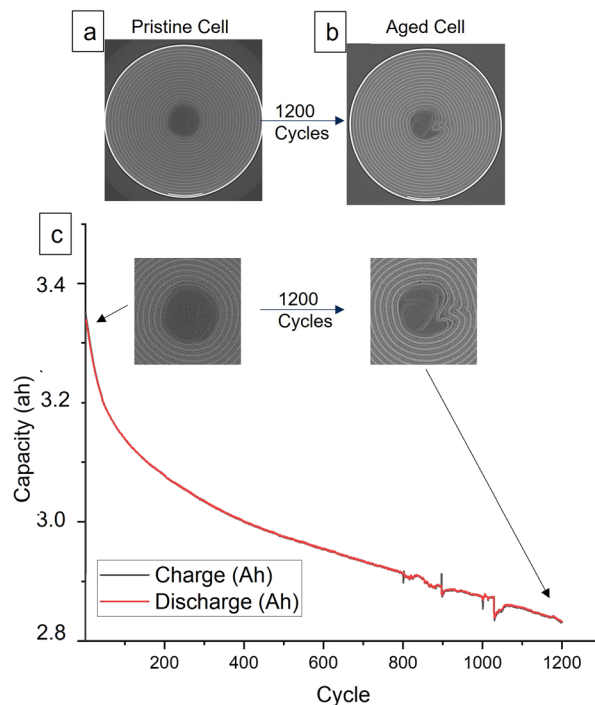 a
Pristine Cell
b
Aged Cell
1200
Cycles
c
1200
Cycles
3.4
3.2
3.0
2.8
Capacity (ah)
Charge (Ah)
Discharge (Ah)
200
400
600
800
1000
1200
Cycle